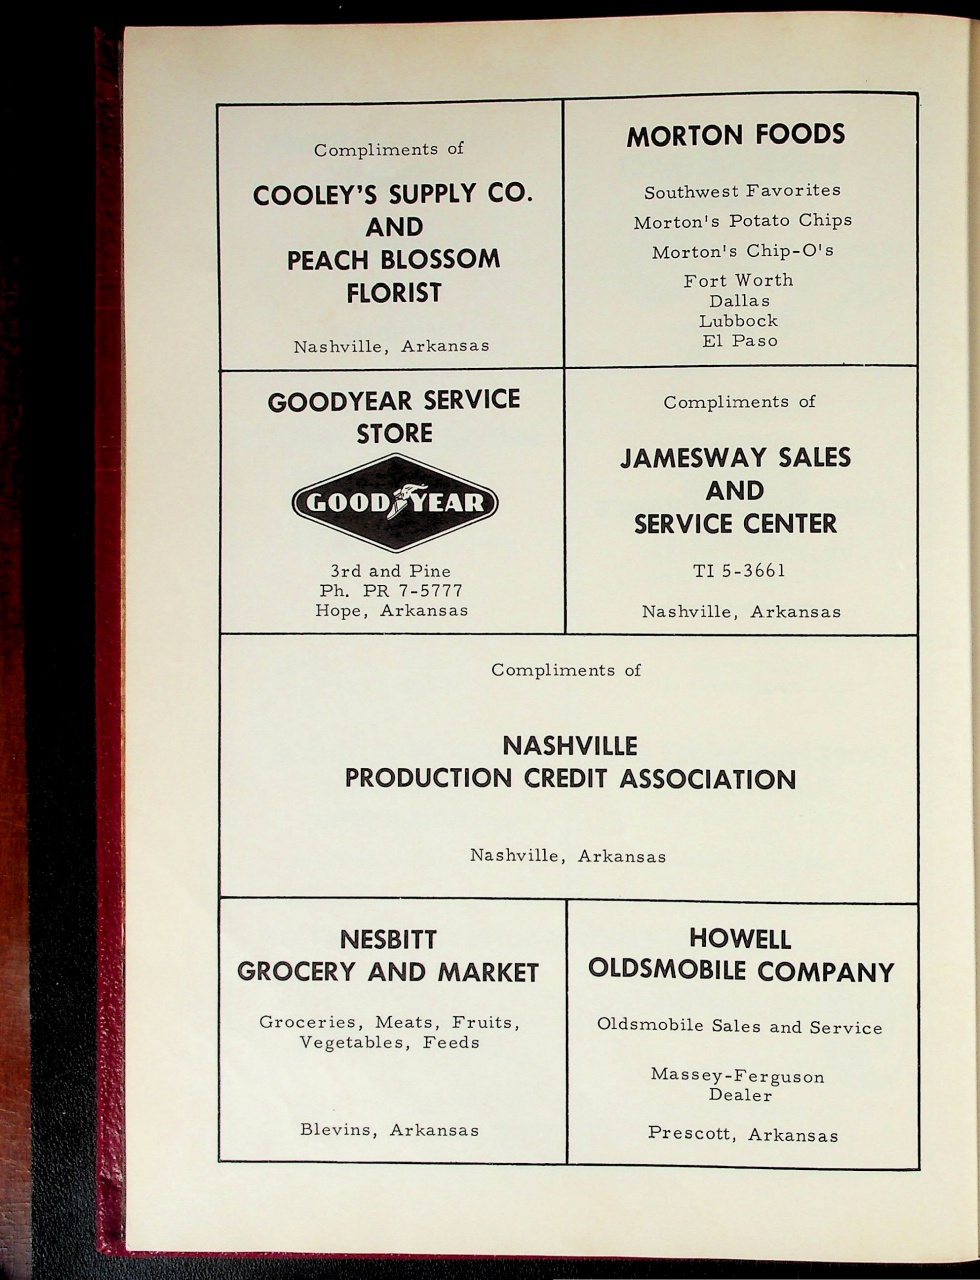 Compliments of
COOLEY'S SUPPLY CO.
AND
PEACH BLOSSOM
FLORIST
Nashville, Arkansas
MORTON FOODS
Southwest Favorites
Morton's Potato Chips
Morton's Chip-O's
Fort Worth
Dallas
Lubbock
El Paso
GOODYEAR SERVICE
STORE
GOOD YEAR
3rd and Pine
Ph. PR 7-5777
Hope, Arkansas
Compliments of
JAMESWAY SALES
AND
SERVICE CENTER
TI 5-3661
Nashville, Arkansas
Compliments of
NASHVILLE
PRODUCTION CREDIT ASSOCIATION
Nashville, Arkansas
NESBITT
GROCERY AND MARKET
Groceries, Meats, Fruits,
Vegetables, Feeds
Blevins, Arkansas
HOWELL
OLDSMOBILE COMPANY
Oldsmobile Sales and Service
Massey-Ferguson
Dealer
Prescott, Arkansas